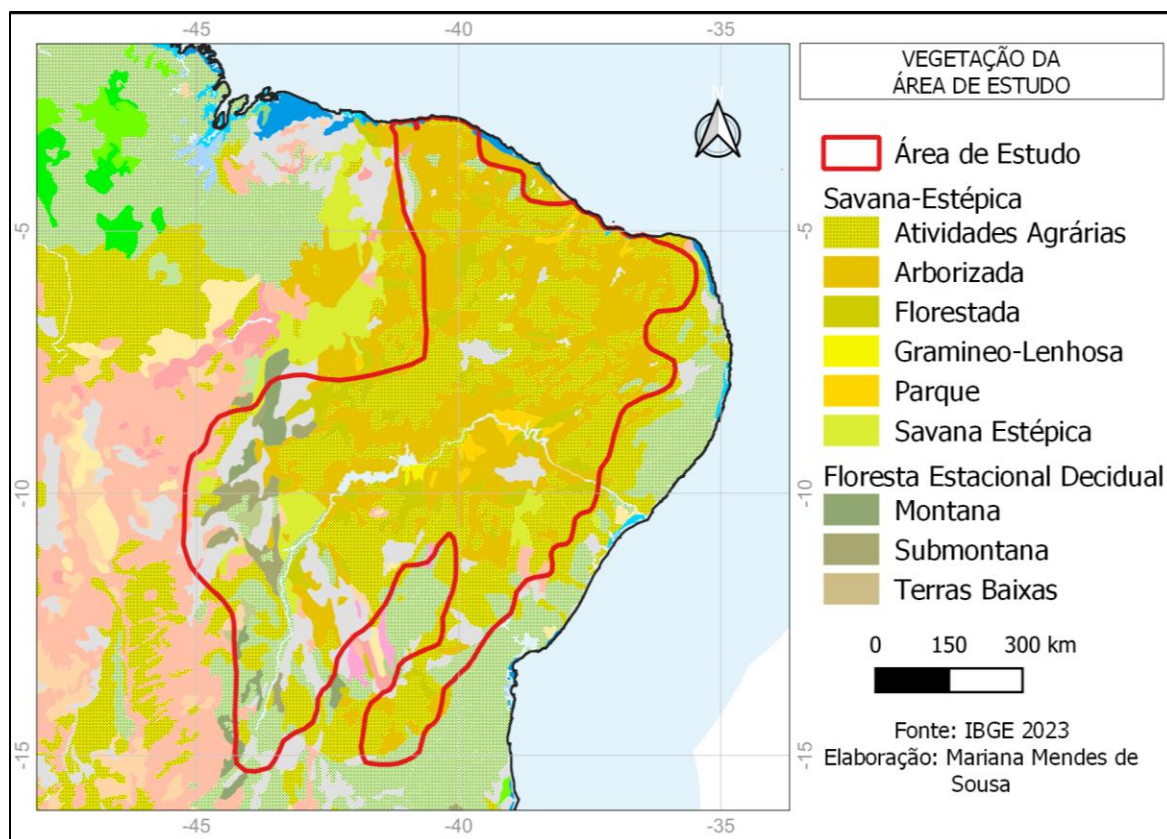 -45
-40
-35
N
-5
-5
-10
-10
-15
-15
-45
-40
-35
VEGETAÇÃO DA
ÁREA DE ESTUDO
Área de Estudo
Savana-Estépica
Atividades Agrárias
Arborizada
Florestada
Gramineo-Lenhosa
Parque
Savana Estépica
Floresta Estacional Decidual
Montana
Submontana
Terras Baixas
0 150 300 km
Fonte: IBGE 2023
Elaboração: Mariana Mendes de
Sousa